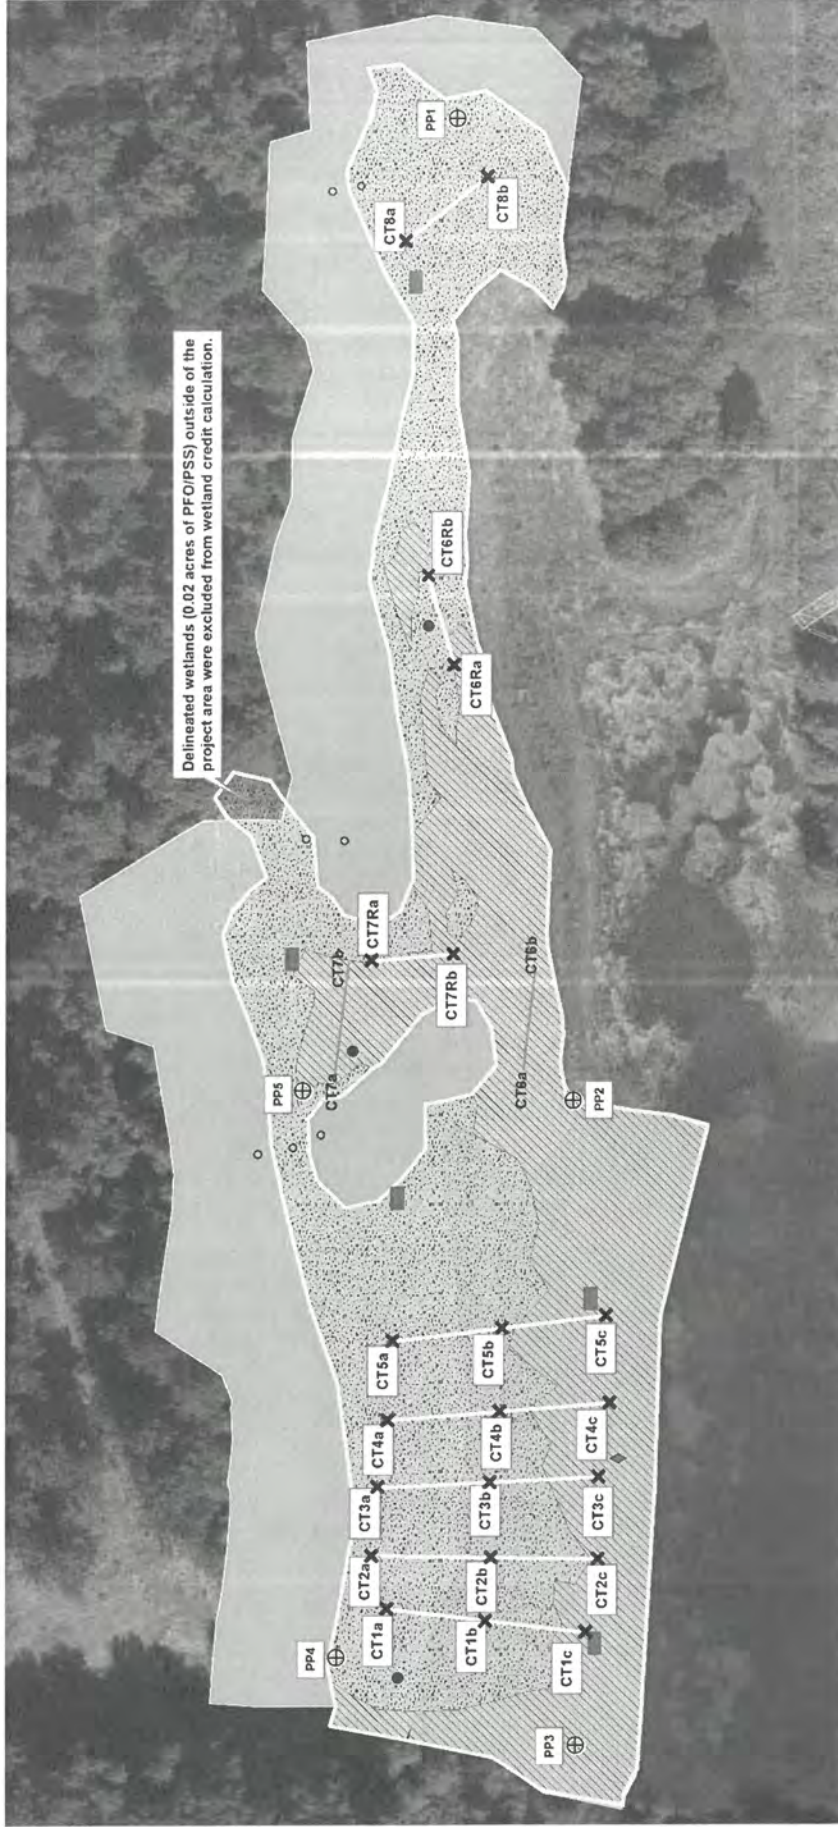 Delineated wetlands (0.02 acres of PFO/PSS) outside of the
project area were excluded from wetland credit calculation.
PP4
PP5
PP1
CT8a
CT8b
CT1a
CT2a
CT3a
CT4a
CT5a
CT7a
CT7b
CT7Ra
CT7Rb
CT6Ra
CT6Rb
CT1b
CT2b
CT3b
CT4b
CT5b
CT6a
CT6b
PP3
CT1c
CT2c
CT3c
CT4c
CT5c
PP2